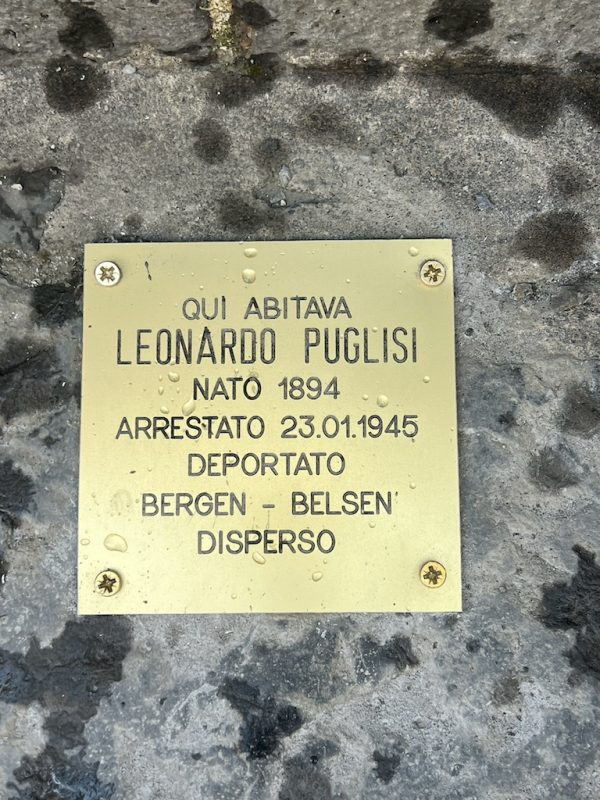 QUI ABITAVA
LEONARDO PUGLISI
NATO 1894
ARRESTATO 23.01.1945
DEPORTATO
BERGEN - BELSEN
DISPERSO